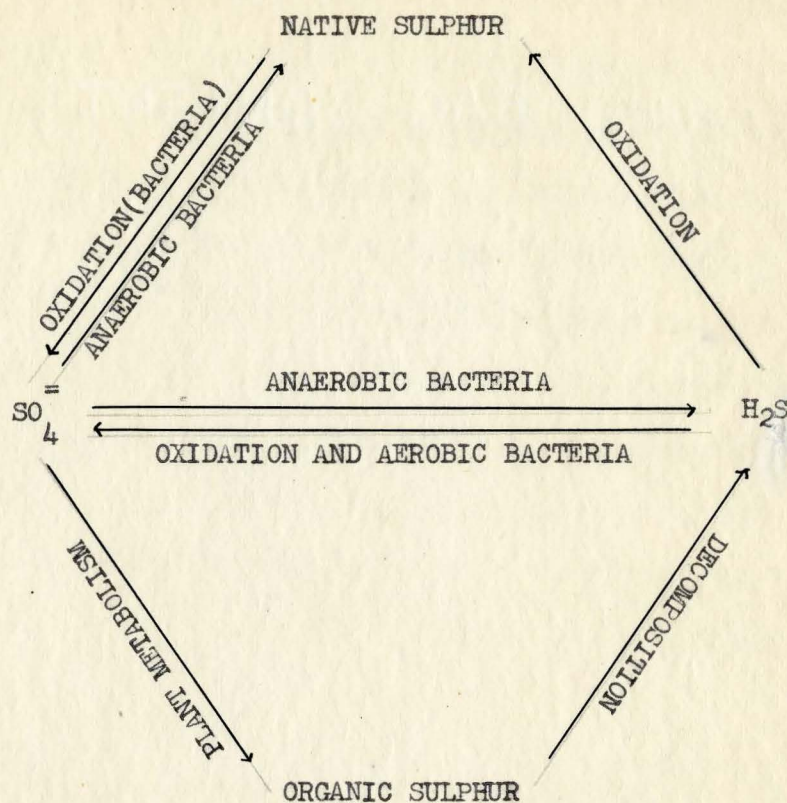 NATIVE SULPHUR
OXIDATION(BACTERIA)
ANAEROBIC BACTERIA
OXIDATION
ANAEROBIC BACTERIA
SO4=
H2S
OXIDATION AND AEROBIC BACTERIA
PLANT METABOLISM
DECOMPOSITION
ORGANIC SULPHUR